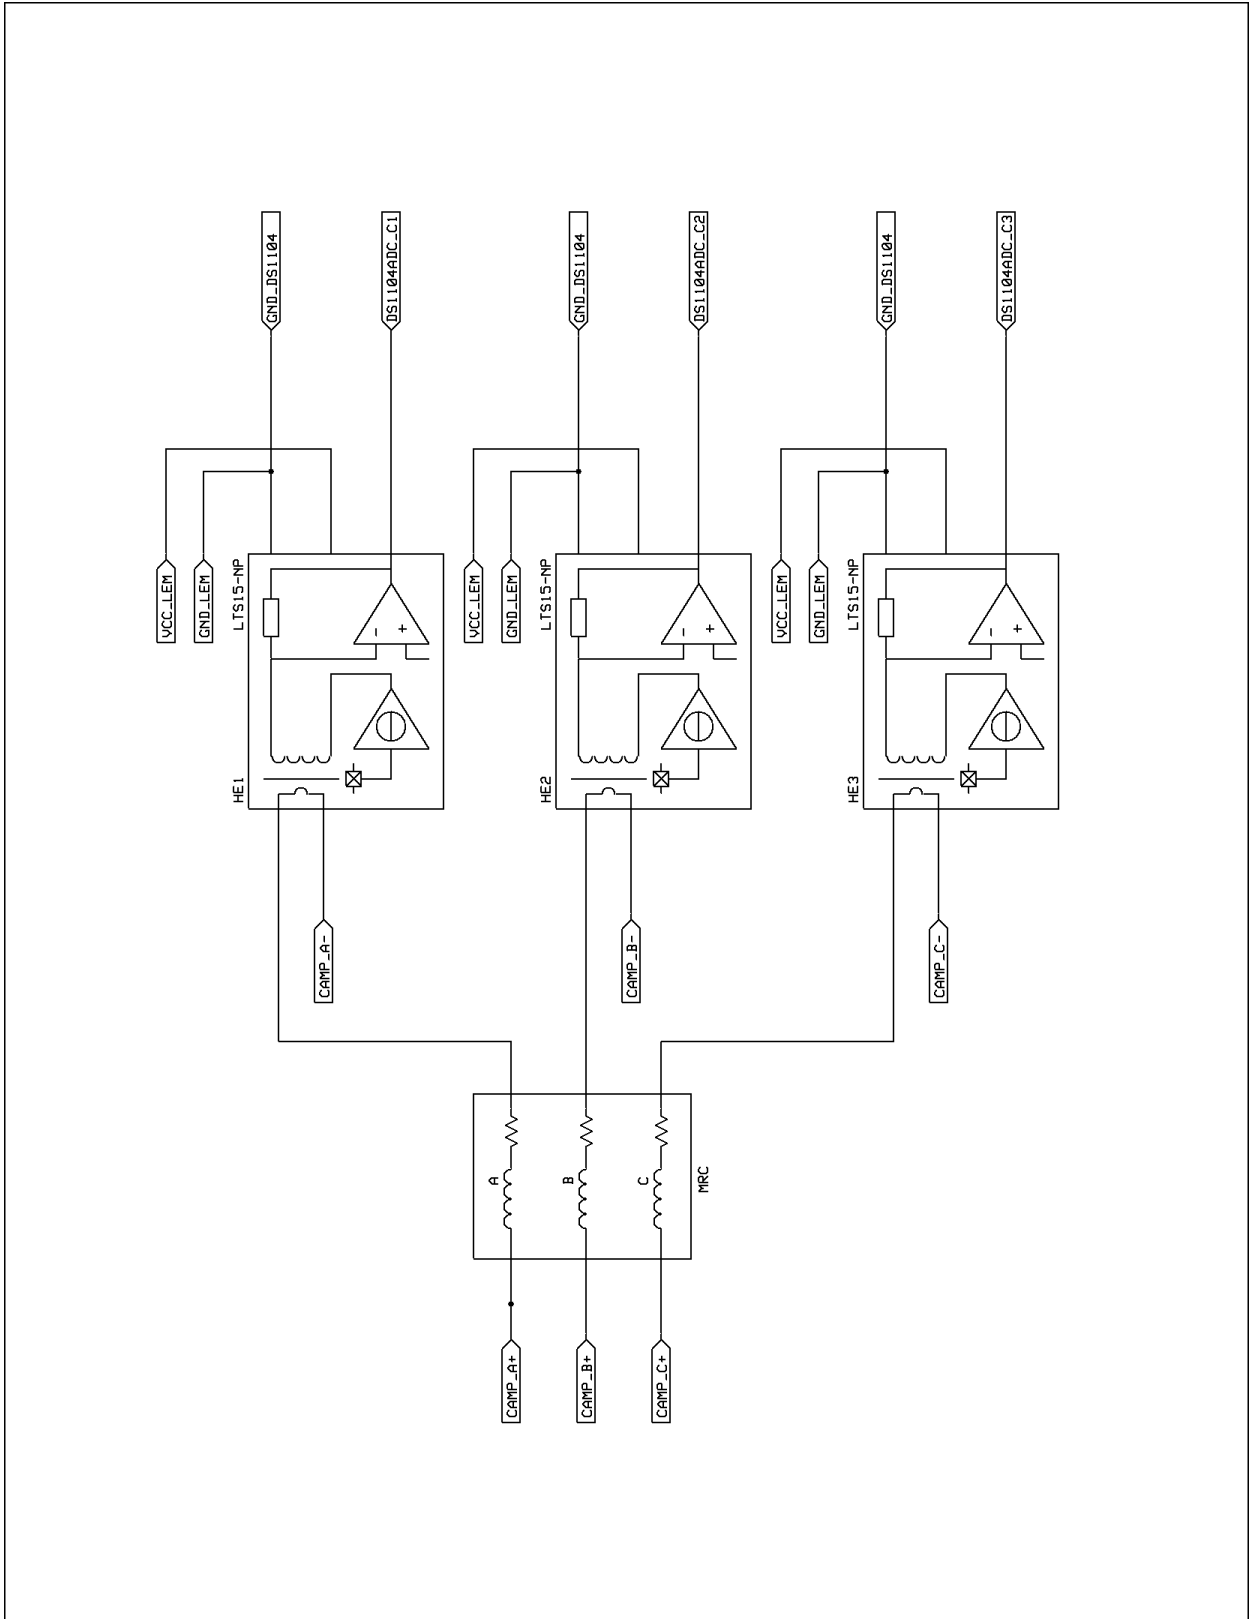 GND_DS1104
DS1104ADC_C1
GND_DS1104
DS1104ADC_C2
GND_DS1104
DS1104ADC_C3
VCC_LEM
GND_LEM
LTS15-NP
-
+
HE1
VCC_LEM
GND_LEM
LTS15-NP
-
+
HE2
VCC_LEM
GND_LEM
LTS15-NP
-
+
HE3
CAMP_A-
CAMP_B-
CAMP_C-
A
B
C
MRC
CAMP_A+
CAMP_B+
CAMP_C+